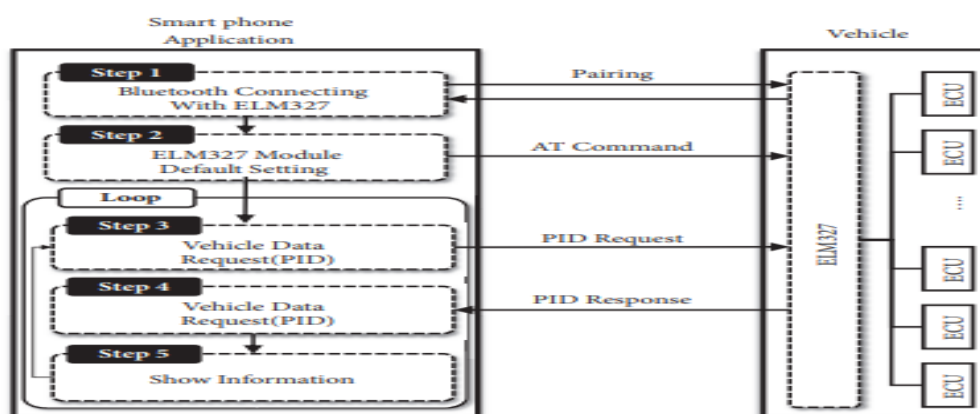 Smart phone
Application
Step 1
Bluetooth Connecting
With ELM327
Step 2
ELM327 Module
Default Setting
Loop
Step 3
Vehicle Data
Request(PID)
Step 4
Vehicle Data
Request(PID)
Step 5
Show Information
Pairing
AT Command
PID Request
PID Response
Vehicle
ELM327
ECU
ECU
....
ECU
ECU
ECU